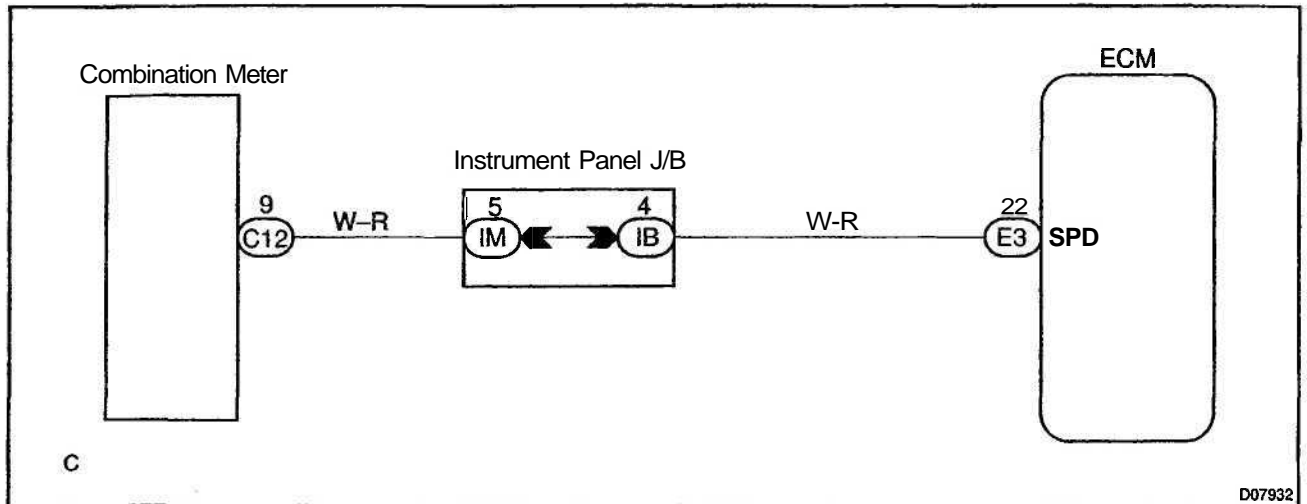 ECM
Combination Meter
Instrument Panel J/B
9
C12
W–R
5
IM
4
IB
W-R
22
E3
SPD
C
D07932